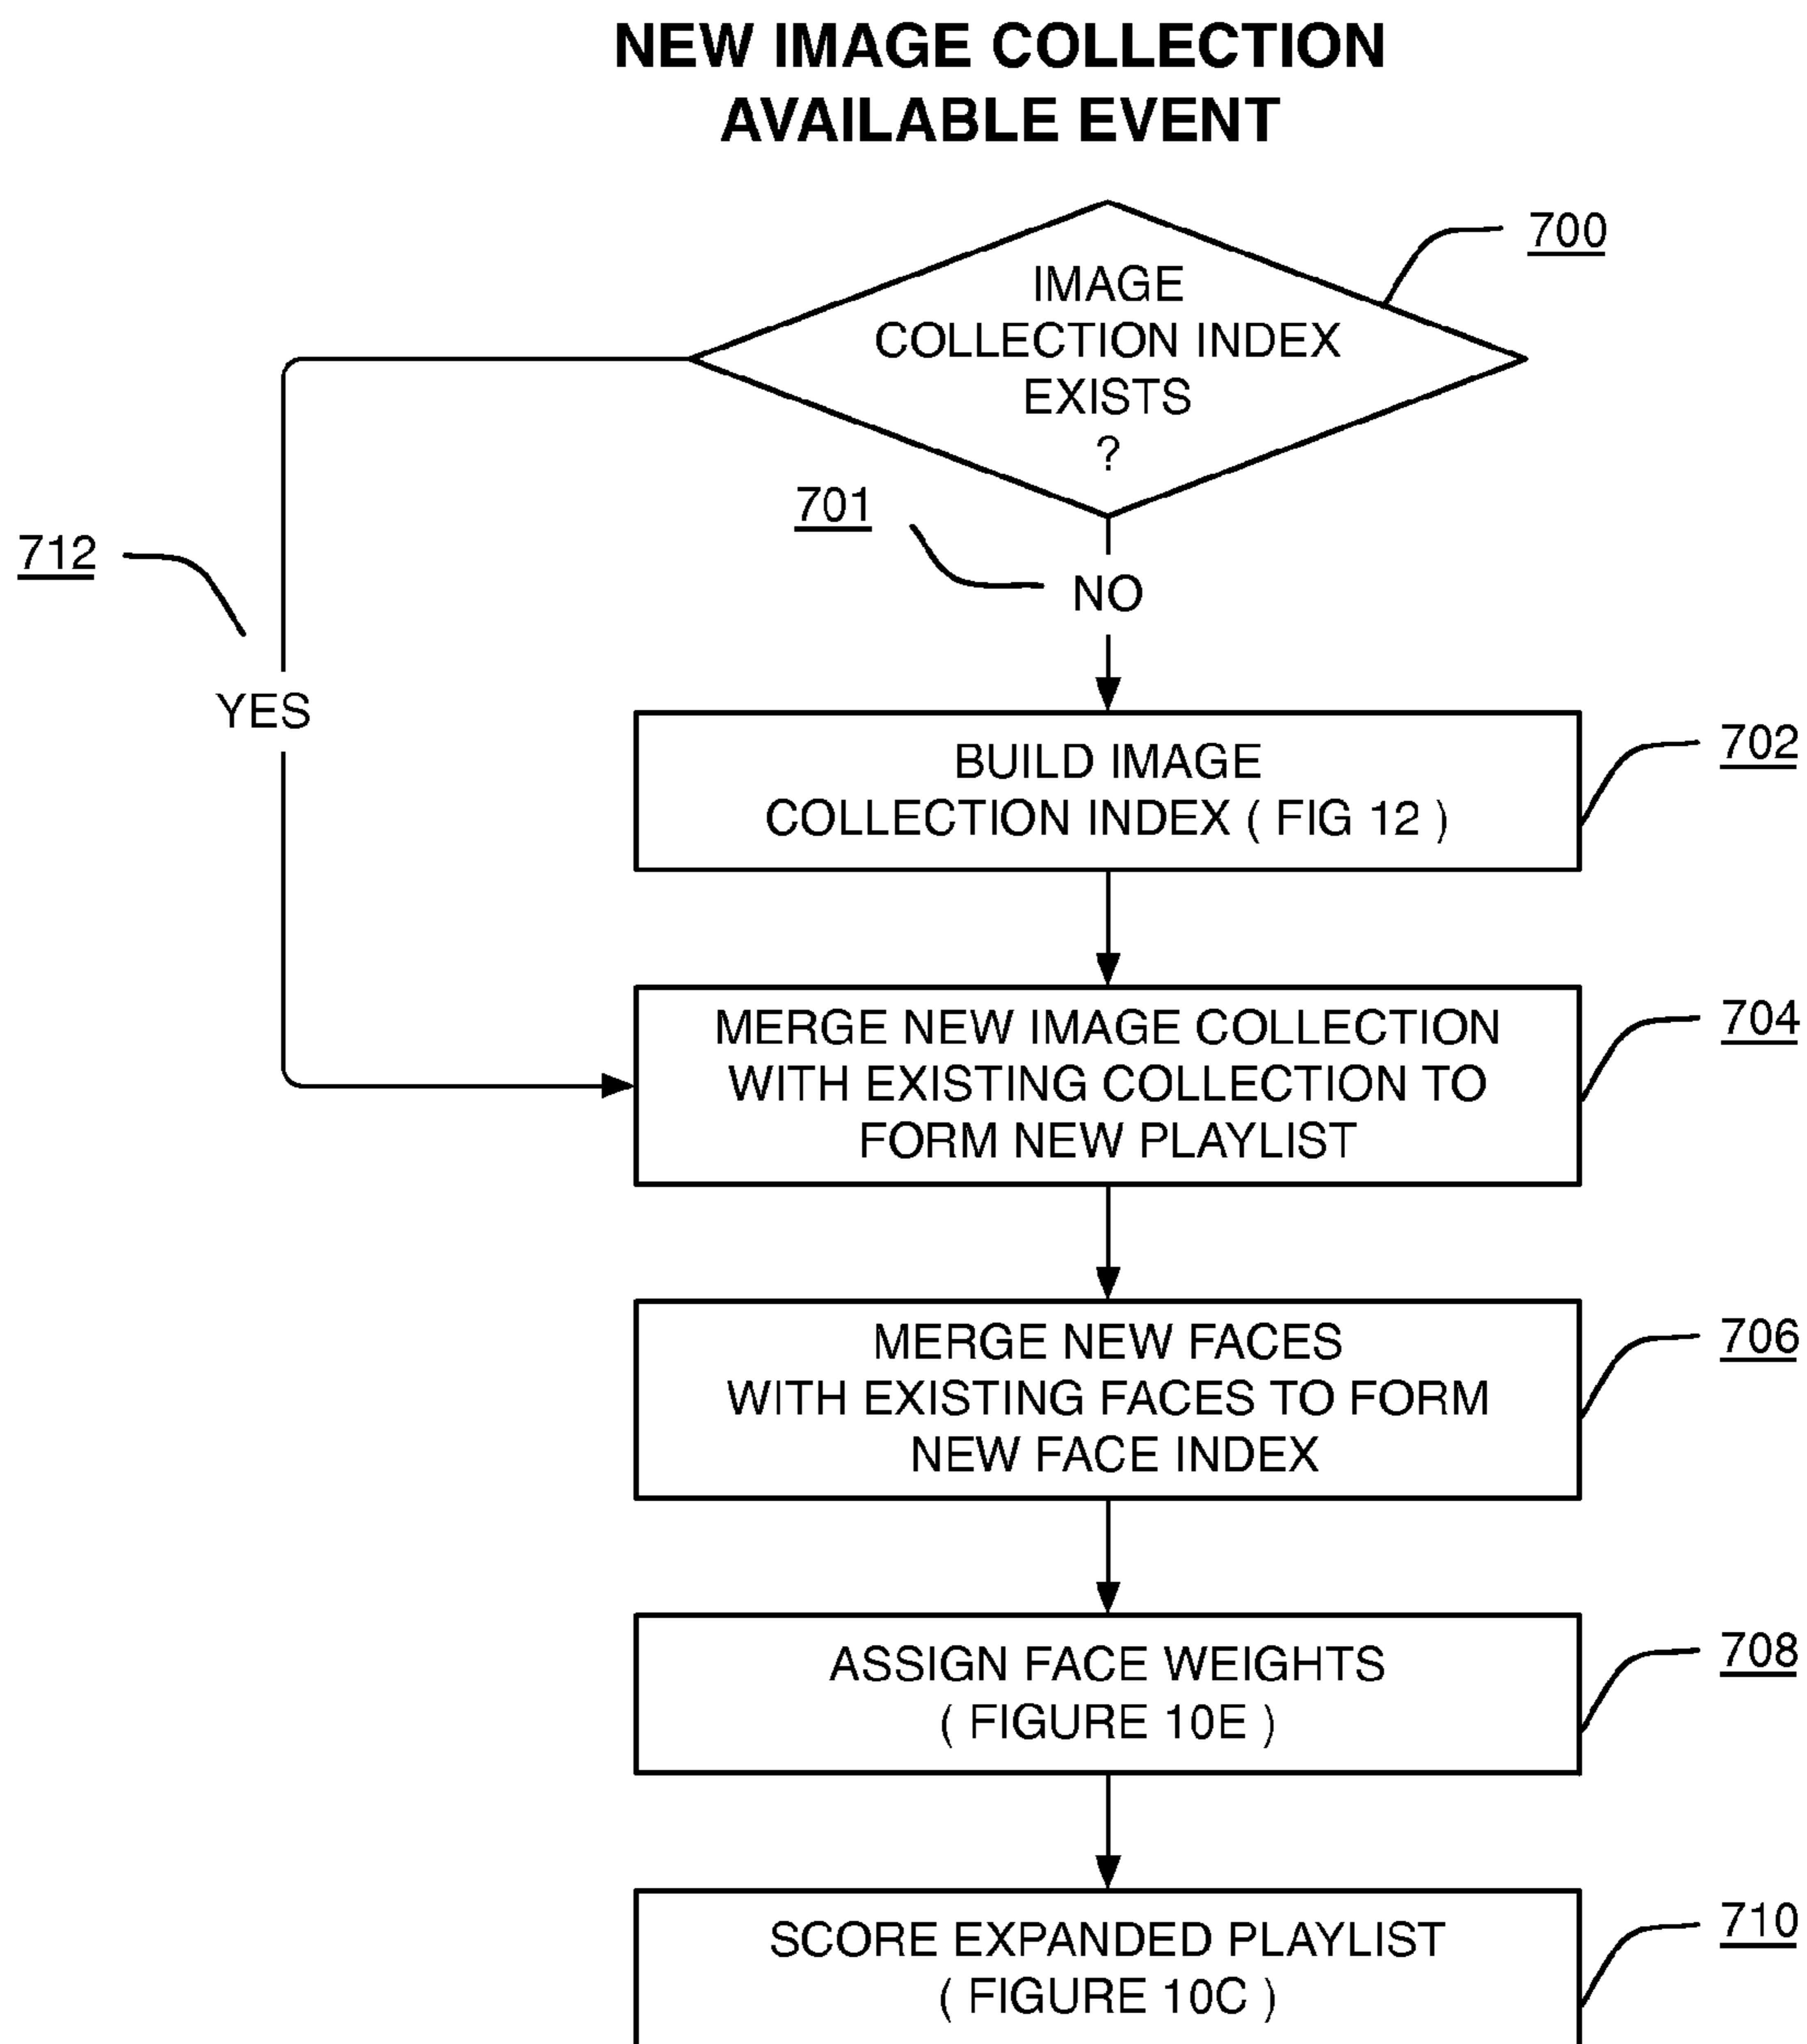 NEW IMAGE COLLECTION
AVAILABLE EVENT
700
IMAGE
COLLECTION INDEX
EXISTS
?
701
NO
712
YES
702
BUILD IMAGE
COLLECTION INDEX ( FIG 12 )
704
MERGE NEW IMAGE COLLECTION
WITH EXISTING COLLECTION TO
FORM NEW PLAYLIST
706
MERGE NEW FACES
WITH EXISTING FACES TO FORM
NEW FACE INDEX
708
ASSIGN FACE WEIGHTS
( FIGURE 10E )
710
SCORE EXPANDED PLAYLIST
( FIGURE 10C )